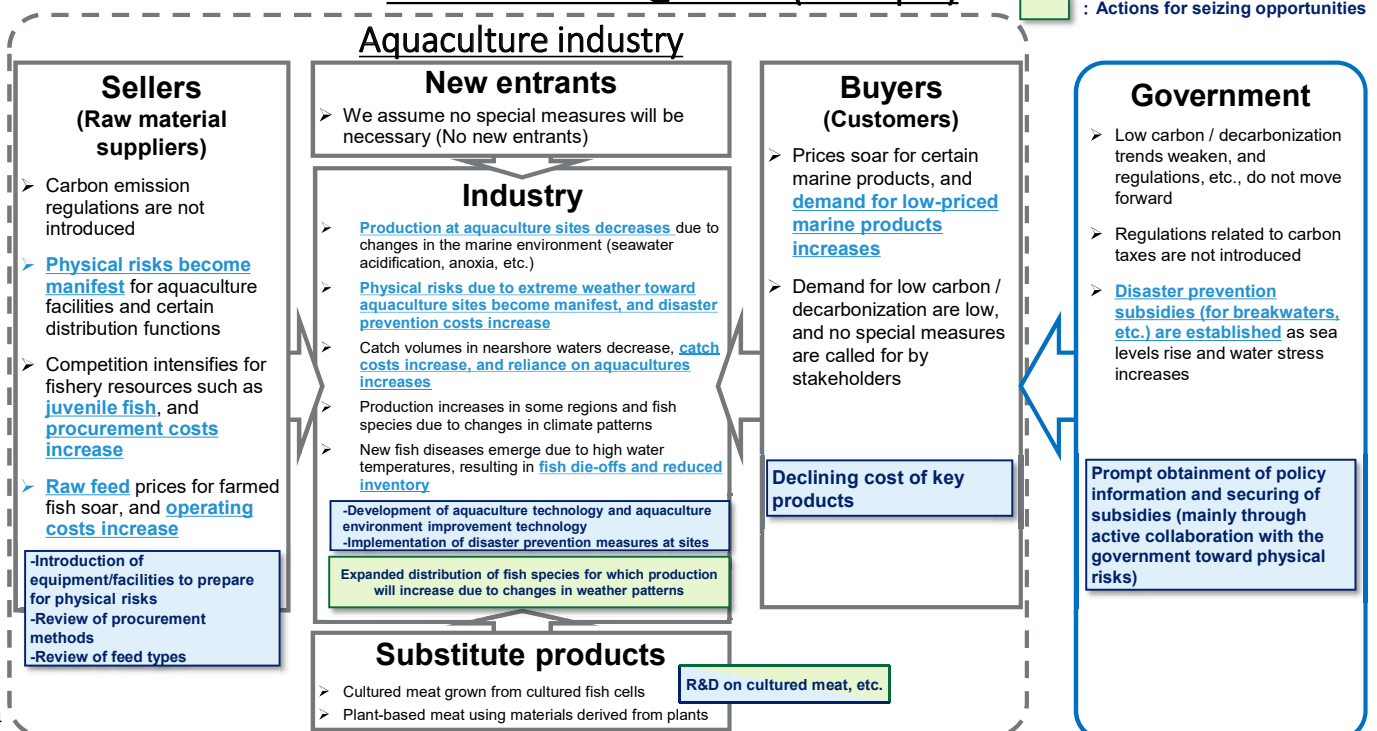 : Actions for seizing opportunities
Aquaculture industry
Sellers
(Raw material
suppliers)
➢ Carbon emission
regulations are not
introduced
➢ Physical risks become
manifest for aquaculture
facilities and certain
distribution functions
➢ Competition intensifies for
fishery resources such as
juvenile fish, and
procurement costs
increase
➢ Raw feed prices for farmed
fish soar, and operating
costs increase
-Introduction of
equipment/facilities to prepare
for physical risks
-Review of procurement
methods
-Review of feed types
New entrants
➢ We assume no special measures will be
necessary (No new entrants)
Industry
➢ Production at aquaculture sites decreases due to
changes in the marine environment (seawater
acidification, anoxia, etc.)
➢ Physical risks due to extreme weather toward
aquaculture sites become manifest, and disaster
prevention costs increase
➢ Catch volumes in nearshore waters decrease, catch
costs increase, and reliance on aquacultures
increases
➢ Production increases in some regions and fish
species due to changes in climate patterns
➢ New fish diseases emerge due to high water
temperatures, resulting in fish die-offs and reduced
inventory
-Development of aquaculture technology and aquaculture
environment improvement technology
-Implementation of disaster prevention measures at sites
Expanded distribution of fish species for which production
will increase due to changes in weather patterns
Substitute products
➢ Cultured meat grown from cultured fish cells
➢ Plant-based meat using materials derived from plants
R&D on cultured meat, etc.
Buyers
(Customers)
➢ Prices soar for certain
marine products, and
demand for low-priced
marine products
increases
➢ Demand for low carbon /
decarbonization are low,
and no special measures
are called for by
stakeholders
Declining cost of key
products
Government
➢ Low carbon / decarbonization
trends weaken, and
regulations, etc., do not move
forward
➢ Regulations related to carbon
taxes are not introduced
➢ Disaster prevention
subsidies (for breakwaters,
etc.) are established as sea
levels rise and water stress
increases
Prompt obtainment of policy
information and securing of
subsidies (mainly through
active collaboration with the
government toward physical
risks)